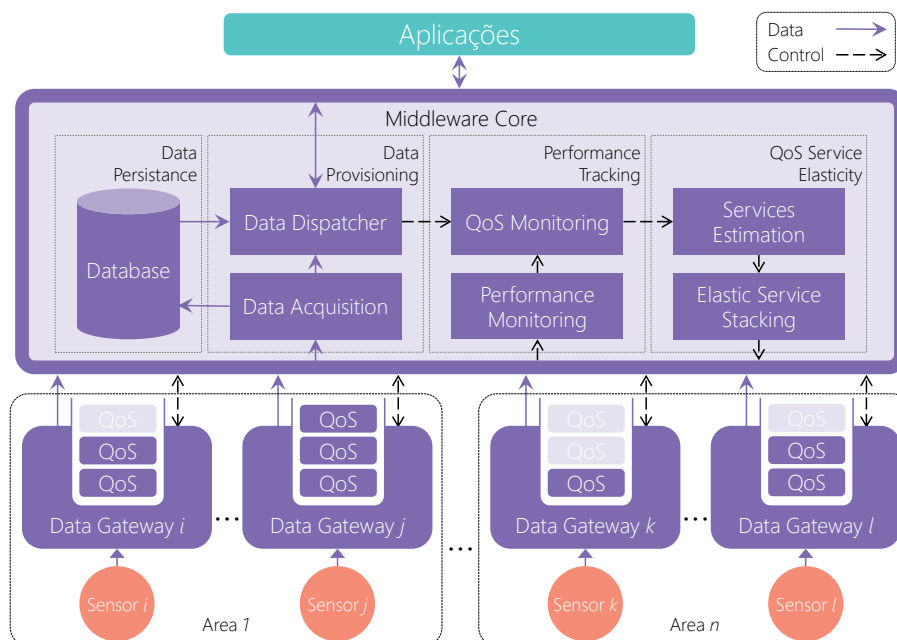 Aplicações
Data
Control
Middleware Core
Data
Persistance
Data
Provisioning
Performance
Tracking
QoS Service
Elasticity
Database
Data Dispatcher
Data Acquisition
QoS Monitoring
Performance
Monitoring
Services
Estimation
Elastic Service
Stacking
QoS
QoS
QoS
Data Gateway i
QoS
QoS
QoS
Data Gateway j
QoS
QoS
QoS
Data Gateway k
QoS
QoS
QoS
Data Gateway l
...
...
...
Sensor i
Sensor j
Sensor k
Sensor l
Area 1
Area n